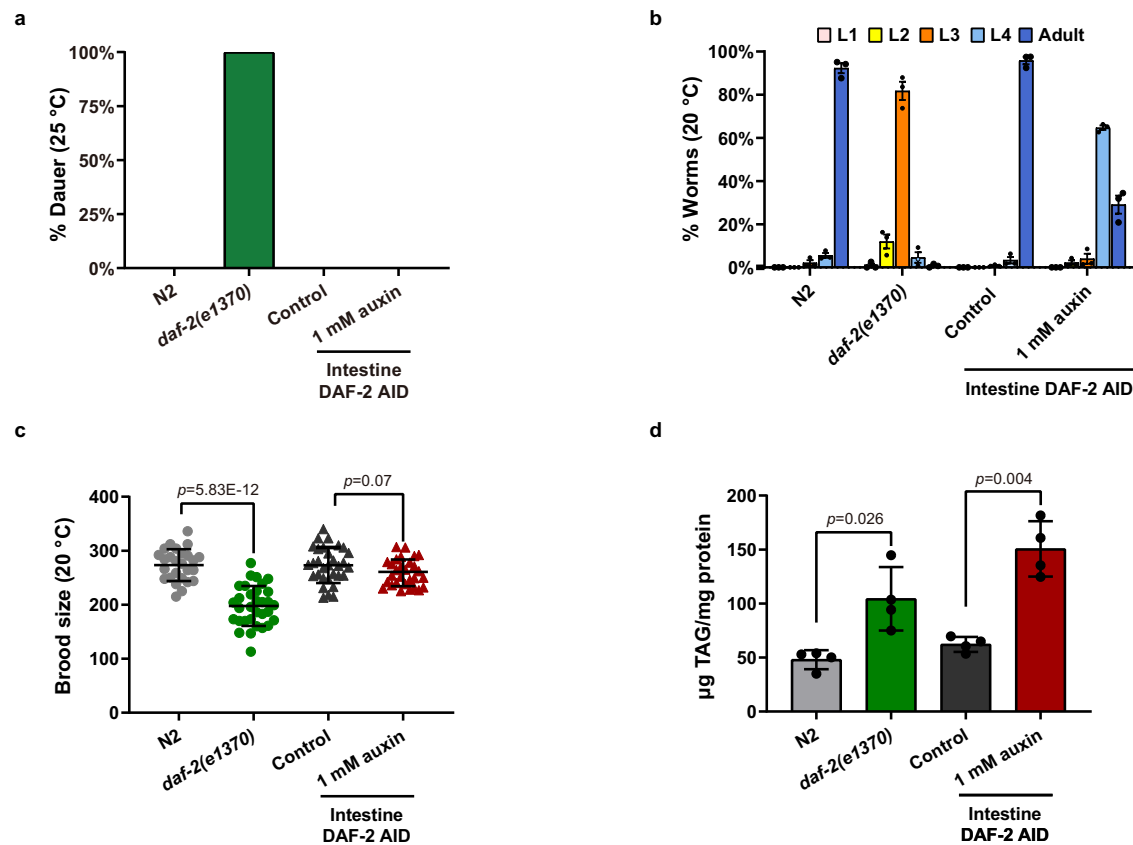 a
% Dauer (25 °C)
100%
75%
50%
25%
0%
N2
daf-2(e1370)
Control
1 mM auxin
Intestine
DAF-2 AID
b
L1 L2 L3 L4 Adult
% Worms (20 °C)
100%
80%
60%
40%
20%
0%
N2
daf-2(e1370)
Control
1 mM auxin
Intestine DAF-2 AID
c
Brood size (20 °C)
400
300
200
100
0
p=5.83E-12
p=0.07
N2
daf-2(e1370)
Control
1 mM auxin
Intestine
DAF-2 AID
d
μg TAG/mg protein
200
150
100
50
0
p=0.026
p=0.004
N2
daf-2(e1370)
Control
1 mM auxin
Intestine
DAF-2 AID